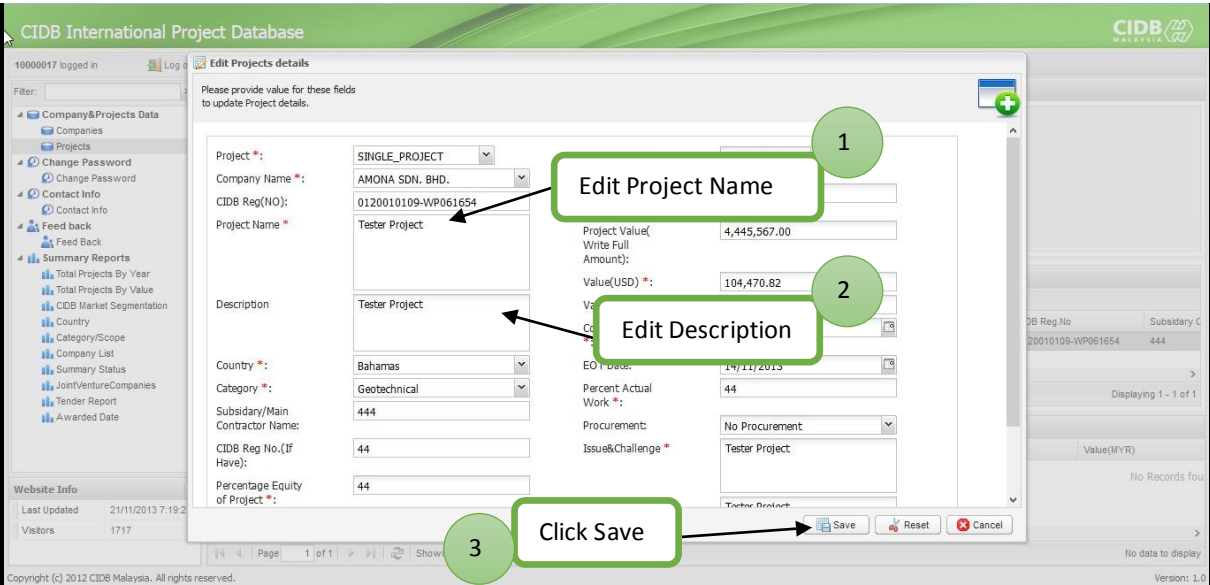 CIDB International Project Database
CIDB
MALAYSIA
10000017 logged in
Filter:
Company&Projects Data
Companies
Projects
Change Password
Change Password
Contact Info
Contact Info
Feed back
Feed Back
Summary Reports
Total Projects By Year
Total Projects By Value
CIDB Market Segmentation
Country
Category/Scope
Company List
Summary Status
JointVentureCompanies
Tender Report
Awarded Date
Website Info
Last Updated 21/11/2013 7:19:2
Visitors 1717
Edit Projects details
Please provide value for these fields
to update Project details.
Project *: SINGLE_PROJECT
Company Name *: AMONA SDN. BHD.
CIDB Reg(NO): 0120010109-WP061654
Project Name * Tester Project
Description Tester Project
Country *: Bahamas
Category *: Geotechnical
Subsidary/Main
Contractor Name: 444
CIDB Reg No.(If
Have): 44
Percentage Equity
of Project *: 44
Project Value(
Write Full
Amount): 4,445,567.00
Value(USD) *: 104,470.82
EOT Date: 14/11/2013
Percent Actual
Work *: 44
Procurement: No Procurement
Issue&Challenge * Tester Project
Tester Project
1
Edit Project Name
2
Edit Description
3
Click Save
Save Reset Cancel
Page 1 of 1
DB Reg.No Subsidary C
20010109-WP061654 444
Displaying 1 - 1 of 1
Value(MYR)
No Records fou
No data to display
Copyright (c) 2012 CIDB Malaysia. All rights reserved.
Version: 1.0